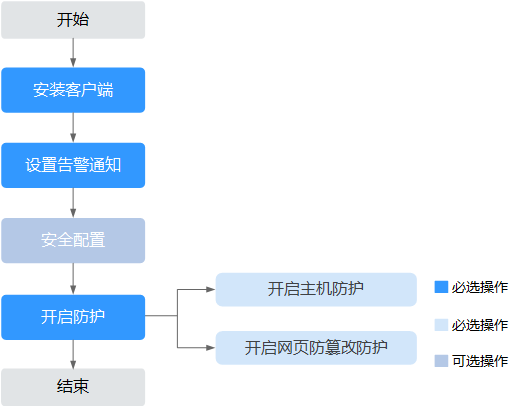 开始
安装客户端
设置告警通知
安全配置
开启防护
开启主机防护
开启网页防篡改防护
结束
必选操作
必选操作
可选操作